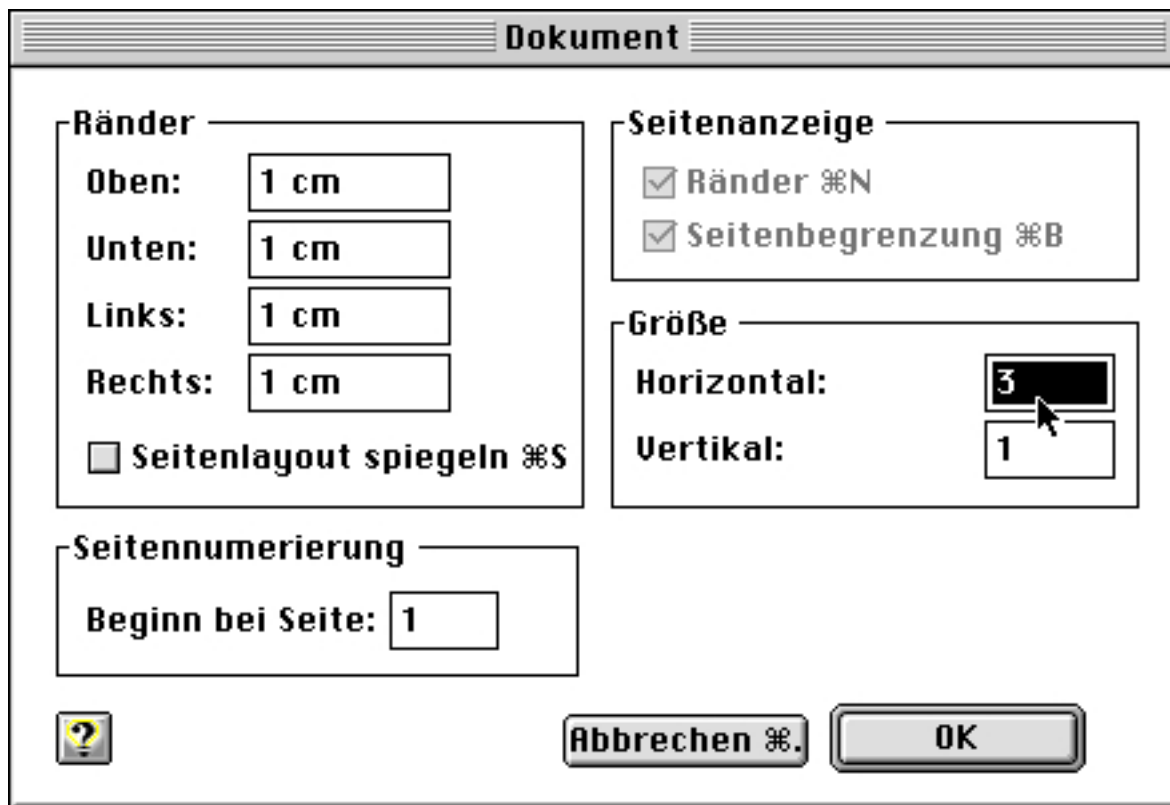 Dokument
Ränder
Oben: 1 cm
Unten: 1 cm
Links: 1 cm
Rechts: 1 cm
Seitenlayout spiegeln ⌘S
Seitenanzeige
Ränder ⌘N
Seitenbegrenzung ⌘B
Größe
Horizontal: 3
Vertikal: 1
Seitennumerierung
Beginn bei Seite: 1
?
Abbrechen ⌘.
OK